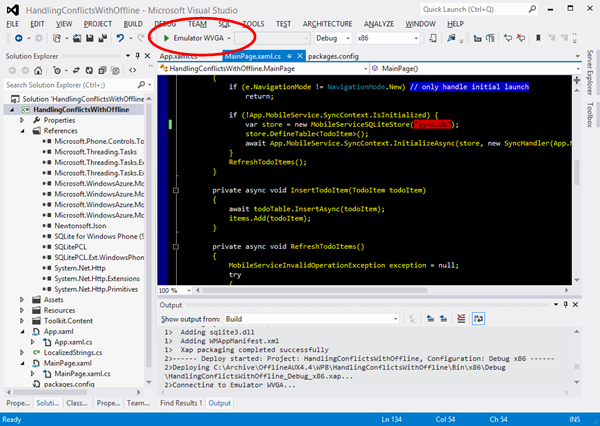 HandlingConflictsWithOffline - Microsoft Visual Studio
FILE EDIT VIEW PROJECT BUILD DEBUG TEAM SQL TOOLS TEST ARCHITECTURE ANALYZE WINDOW HELP
Emulator WVGA Debug x86
Solution Explorer
Search Solution Explorer (Ctrl+;)
Solution 'HandlingConflictsWithOffline
HandlingConflictsWithOffline
Properties
References
Microsoft.Phone.Controls.To
Microsoft.Threading.Tasks
Microsoft.Threading.Tasks.Ex
Microsoft.Threading.Tasks.Ex
Microsoft.WindowsAzure.Mo
Microsoft.WindowsAzure.Mo
Microsoft.WindowsAzure.Mo
Newtonsoft.Json
SQLite for Windows Phone (S
SQLitePCL
SQLitePCL.Ext.WindowsPhon
System.Net.Http
System.Net.Http.Extensions
System.Net.Http.Primitives
Assets
Resources
Toolkit.Content
App.xaml
App.xaml.cs
LocalizedStrings.cs
MainPage.xaml
MainPage.xaml.cs
packages.config
Prope... Soluti... Class... Prope... Team...
App.xaml.cs MainPage.xaml.cs packages.config
HandlingConflictsWithOffline.MainPage MainPage()
{
if (e.NavigationMode != NavigationMode.New) // only handle initial launch
return;
if (!App.MobileService.SyncContext.IsInitialized) {
var store = new MobileServiceSQLiteStore("async.db");
store.DefineTable<TodoItem>();
await App.MobileService.SyncContext.InitializeAsync(store, new SyncHandler(App.M
}
RefreshTodoItems();
}
private async void InsertTodoItem(TodoItem todoItem)
{
await todoTable.InsertAsync(todoItem);
items.Add(todoItem);
}
private async void RefreshTodoItems()
{
MobileServiceInvalidOperationException exception = null;
try
{
100 %
Output
Show output from: Build
1> Adding sqlite3.dll
1> Adding WMAppManifest.xml
1> Xap packaging completed successfully
2>------ Deploy started: Project: HandlingConflictsWithOffline, Configuration: Debug x86 ------
2>Deploying C:\Archive\OfflineAUX4.4\WP8\HandlingConflictsWithOffline\Bin\x86\Debug
\HandlingConflictsWithOffline_Debug_x86.xap...
2>Connecting to Emulator WVGA...
Find Results 1 Output
Server Explorer
Toolbox
Ready Ln 134 Col 54 Ch 54 INS